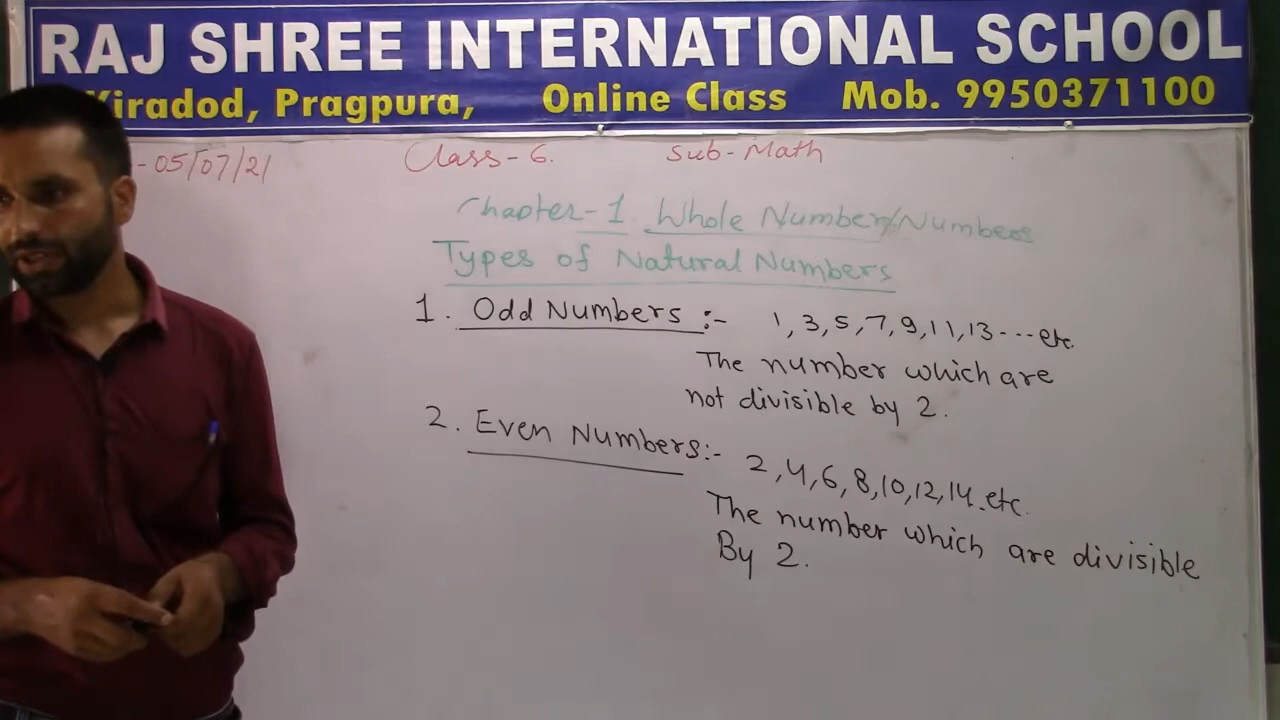 RAJ SHREE INTERNATIONAL SCHOOL
Kiradod, Pragpura, Online Class Mob. 9950371100
-05/07/21 Class-6. Sub-Math
Chapter-1 Whole Number/Numbers
Types of Natural Numbers
1. Odd Numbers :- 1, 3, 5, 7, 9, 11, 13----etc.
The number which are
not divisible by 2.
2. Even Numbers:- 2, 4, 6, 8, 10, 12, 14..etc.
The number which are divisible
By 2.